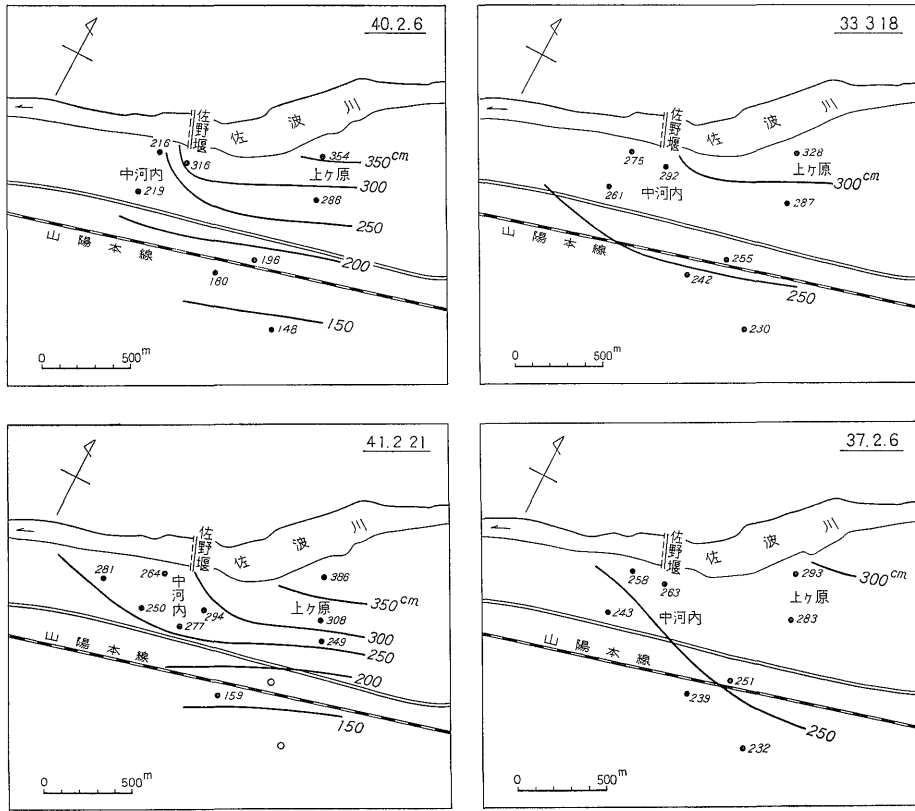 40.2.6
佐野堰
佐波川
216
316
354
350cm
中河内
上ヶ原
219
300
286
250
山陽本線
196
200
180
150
148
0 500m
33 3 18
佐野堰
佐波川
275
292
328
上ヶ原
300cm
261
中河内
287
山陽本線
255
242
250
230
0 500m
41.2 21
佐野堰
佐波川
281
264
386
中河内
350cm
250
294
上ヶ原
308
277
300
249
250
山陽本線
200
159
150
0 500m
37.2.6
佐野堰
佐波川
258
263
293
300cm
243
中河内
上ヶ原
283
山陽本線
251
239
250
232
0 500m